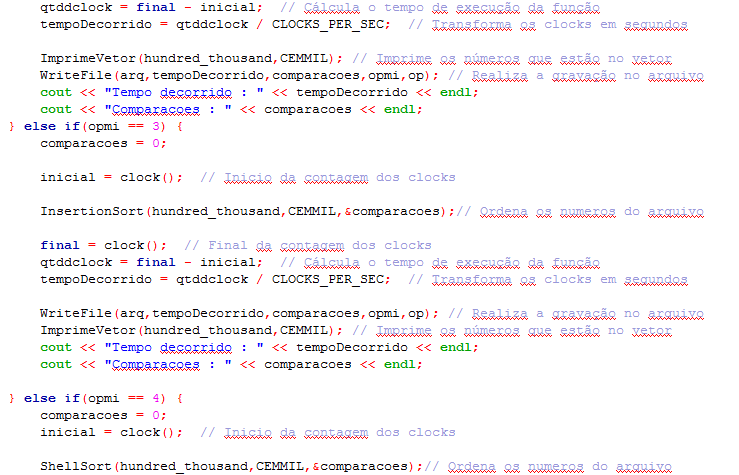 qtddclock = final - inicial;  // Cálcula o tempo de execução da função
tempoDecorrido = qtddclock / CLOCKS_PER_SEC;  // Transforma os clocks em segundos
ImprimeVetor(hundred_thousand,CEMMIL); // Imprime os números que estão no vetor
WriteFile(arq,tempoDecorrido,comparacoes,opmi,op); // Realiza a gravação no arquivo
cout << "Tempo decorrido : " << tempoDecorrido << endl;
cout << "Comparacoes : " << comparacoes << endl;
} else if(opmi == 3) {
comparacoes = 0;
inicial = clock();  // Inicio da contagem dos clocks
InsertionSort(hundred_thousand,CEMMIL,&comparacoes);// Ordena os numeros do arquivo
final = clock();  // Final da contagem dos clocks
qtddclock = final - inicial;  // Cálcula o tempo de execução da função
tempoDecorrido = qtddclock / CLOCKS_PER_SEC;  // Transforma os clocks em segundos
WriteFile(arq,tempoDecorrido,comparacoes,opmi,op); // Realiza a gravação no arquivo
ImprimeVetor(hundred_thousand,CEMMIL); // Imprime os números que estão no vetor
cout << "Tempo decorrido : " << tempoDecorrido << endl;
cout << "Comparacoes : " << comparacoes << endl;
} else if(opmi == 4) {
comparacoes = 0;
inicial = clock();  // Inicio da contagem dos clocks
ShellSort(hundred_thousand,CEMMIL,&comparacoes);// Ordena os numeros do arquivo